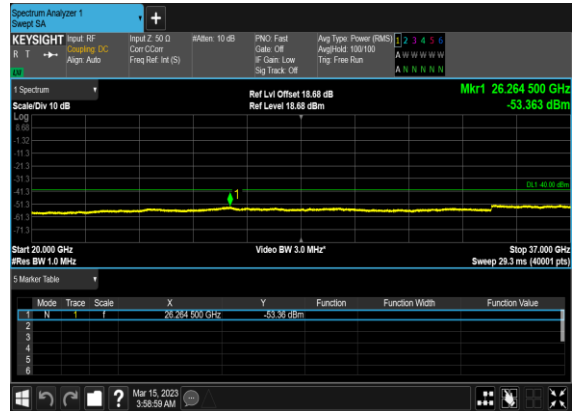 Spectrum Analyzer 1
Swept SA
+
KEYSIGHT
R T
LW
Input: RF
Coupling: DC
Align: Auto
Input Z: 50 Ω
Corr CCorr
Freq Ref: Int (S)
#Atten: 10 dB
PNO: Fast
Gate: Off
IF Gain: Low
Sig Track: Off
Avg Type: Power (RMS)
Avg|Hold: 100/100
Trig: Free Run
1 2 3 4 5 6
A W W W W W
A N N N N N
1 Spectrum
Scale/Div 10 dB
Ref Lvl Offset 18.68 dB
Ref Level 18.68 dBm
Mkr1 26.264 500 GHz
-53.363 dBm
Log
8.68
-1.32
-11.3
-21.3
-31.3
-41.3
-51.3
-61.3
-71.3
DL1 -40.00 dBm
1
Start 20.000 GHz
#Res BW 1.0 MHz
Video BW 3.0 MHz*
Stop 37.000 GHz
Sweep 29.3 ms (40001 pts)
5 Marker Table
Mode Trace Scale X Y Function Function Width Function Value
1 N 1 f 26.264 500 GHz -53.36 dBm
2
3
4
5
6
?
Mar 15, 2023
3:58:59 AM